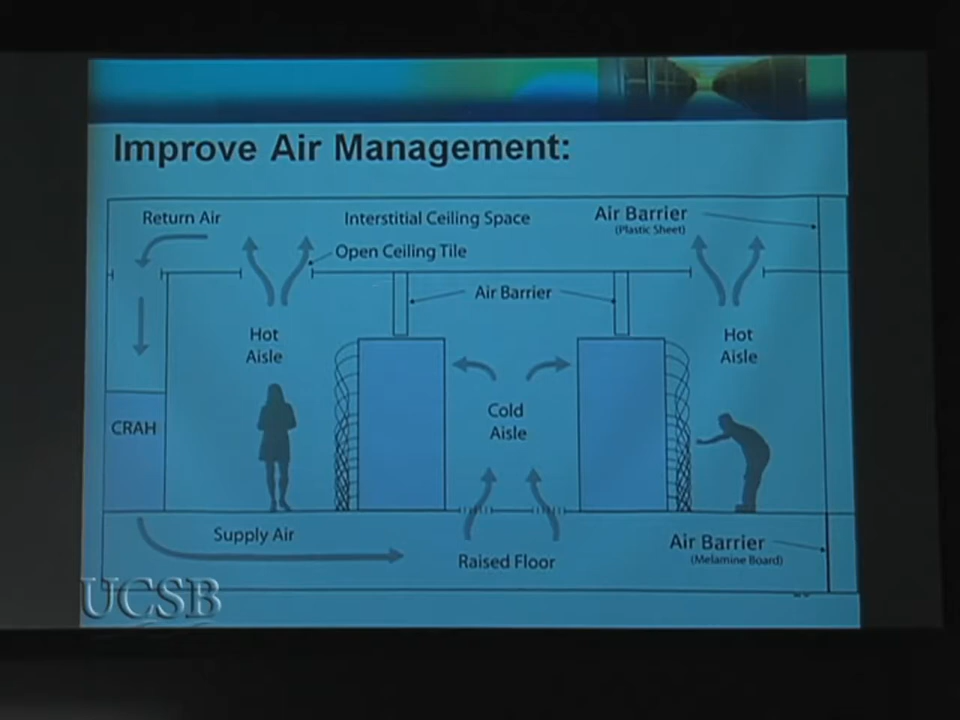 Improve Air Management:
Return Air
Interstitial Ceiling Space
Air Barrier
(Plastic Sheet)
Open Ceiling Tile
Air Barrier
Hot
Aisle
Hot
Aisle
Cold
Aisle
CRAH
Supply Air
Raised Floor
Air Barrier
(Melamine Board)
UCSB